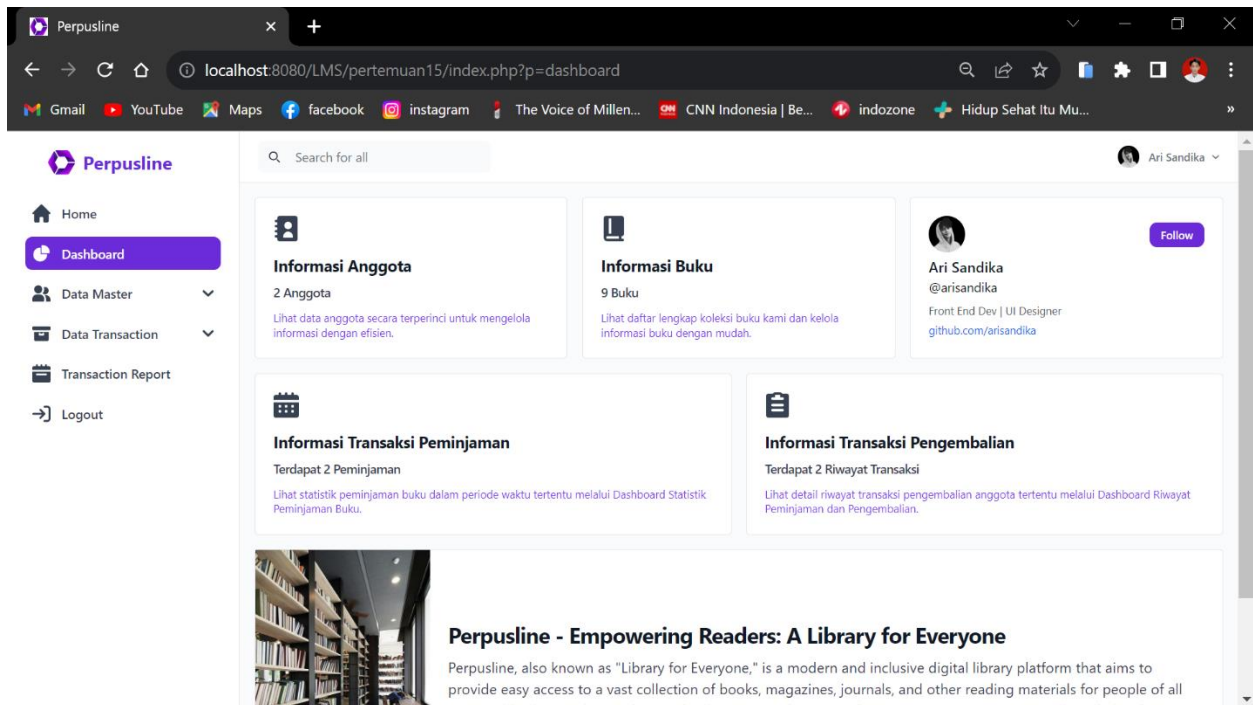 Perpusline
localhost:8080/LMS/pertemuan15/index.php?p=dashboard
Gmail YouTube Maps facebook instagram The Voice of Millen... CNN Indonesia | Be... indozone Hidup Sehat Itu Mu... »
Perpusline
Search for all
Ari Sandika
Home
Dashboard
Data Master
Data Transaction
Transaction Report
Logout
Informasi Anggota
2 Anggota
Lihat data anggota secara terperinci untuk mengelola
informasi dengan efisien.
Informasi Buku
9 Buku
Lihat daftar lengkap koleksi buku kami dan kelola
informasi buku dengan mudah.
Follow
Ari Sandika
@arisandika
Front End Dev | UI Designer
github.com/arisandika
Informasi Transaksi Peminjaman
Terdapat 2 Peminjaman
Lihat statistik peminjaman buku dalam periode waktu tertentu melalui Dashboard Statistik
Peminjaman Buku.
Informasi Transaksi Pengembalian
Terdapat 2 Riwayat Transaksi
Lihat detail riwayat transaksi pengembalian anggota tertentu melalui Dashboard Riwayat
Peminjaman dan Pengembalian.
Perpusline - Empowering Readers: A Library for Everyone
Perpusline, also known as "Library for Everyone," is a modern and inclusive digital library platform that aims to
provide easy access to a vast collection of books, magazines, journals, and other reading materials for people of all